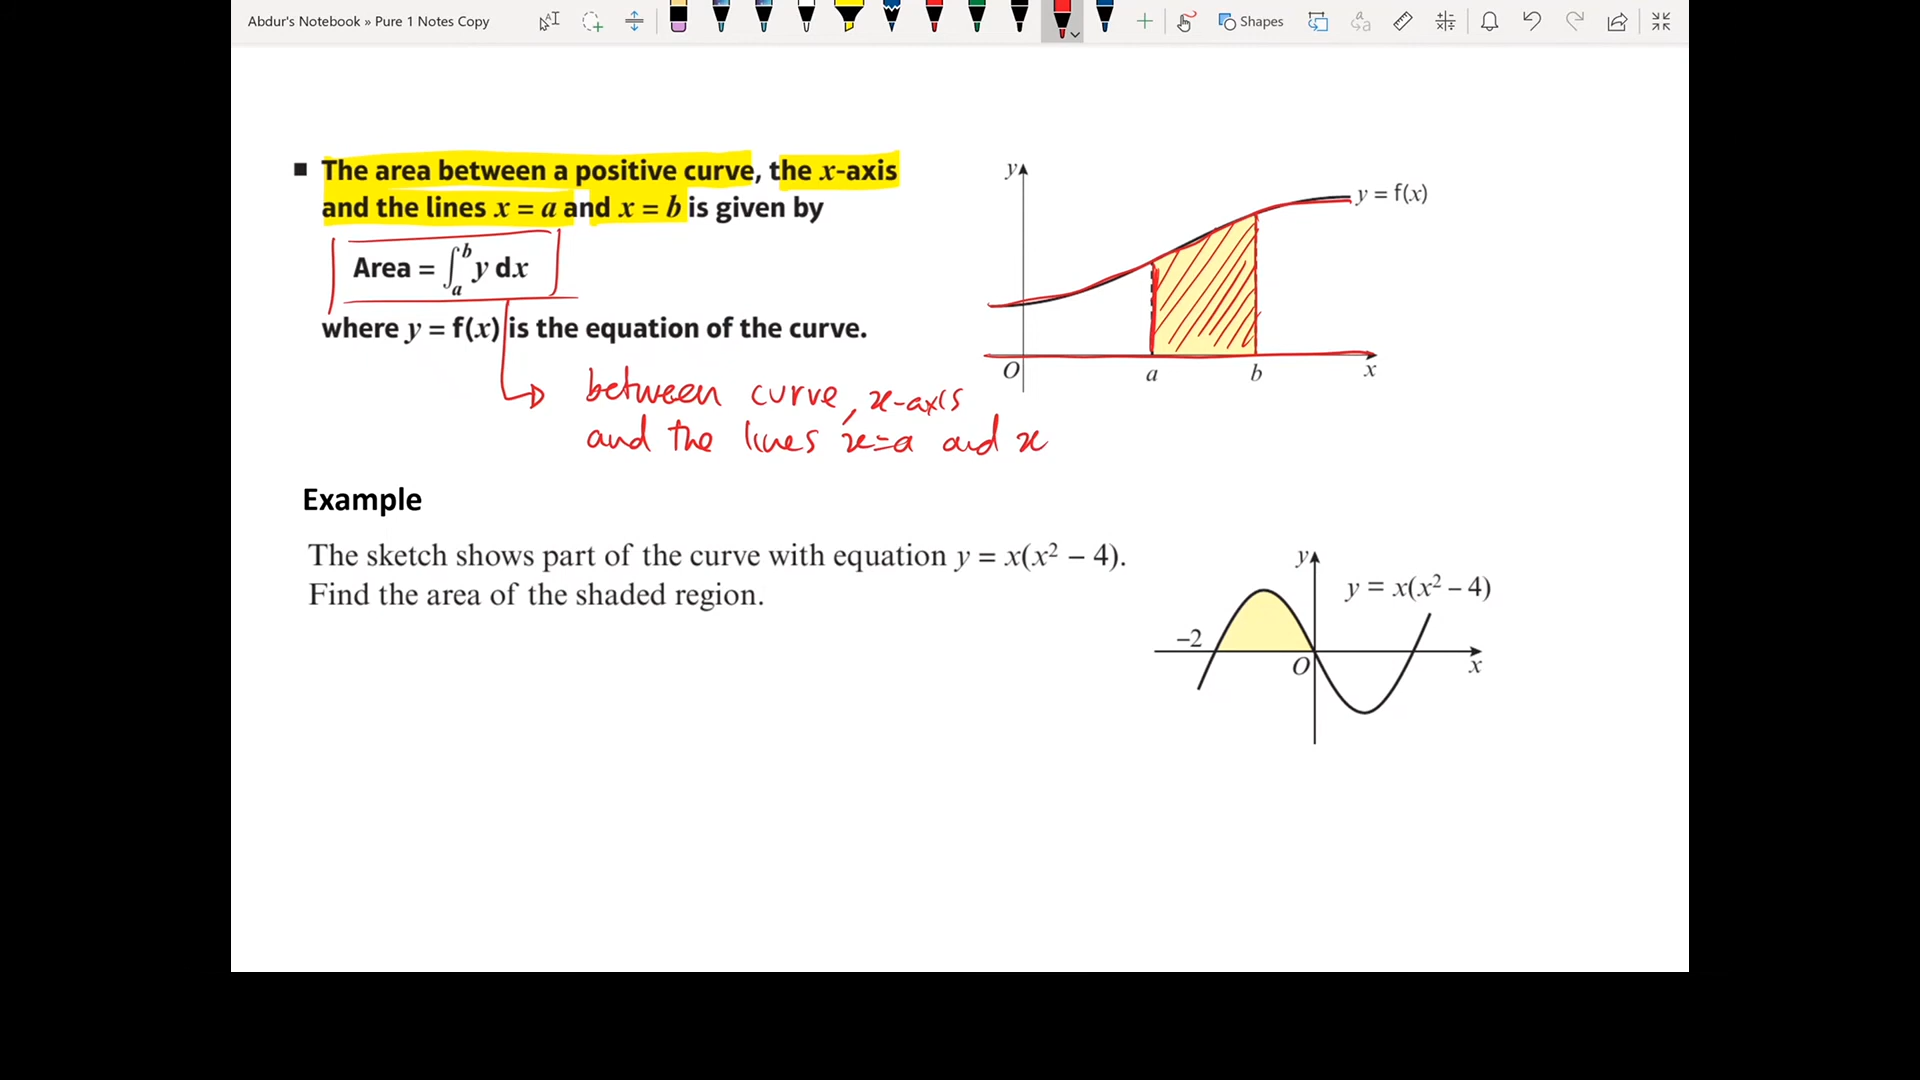 Abdur's Notebook » Pure 1 Notes Copy
Shapes
■ The area between a positive curve, the x-axis
and the lines x = a and x = b is given by
Area = ∫ₐᵇ y dx
where y = f(x) is the equation of the curve.
y
y = f(x)
O
a
b
x
between curve, x-axis
and the lines x=a and x
Example
The sketch shows part of the curve with equation y = x(x² – 4).
Find the area of the shaded region.
y
y = x(x² – 4)
–2
O
x